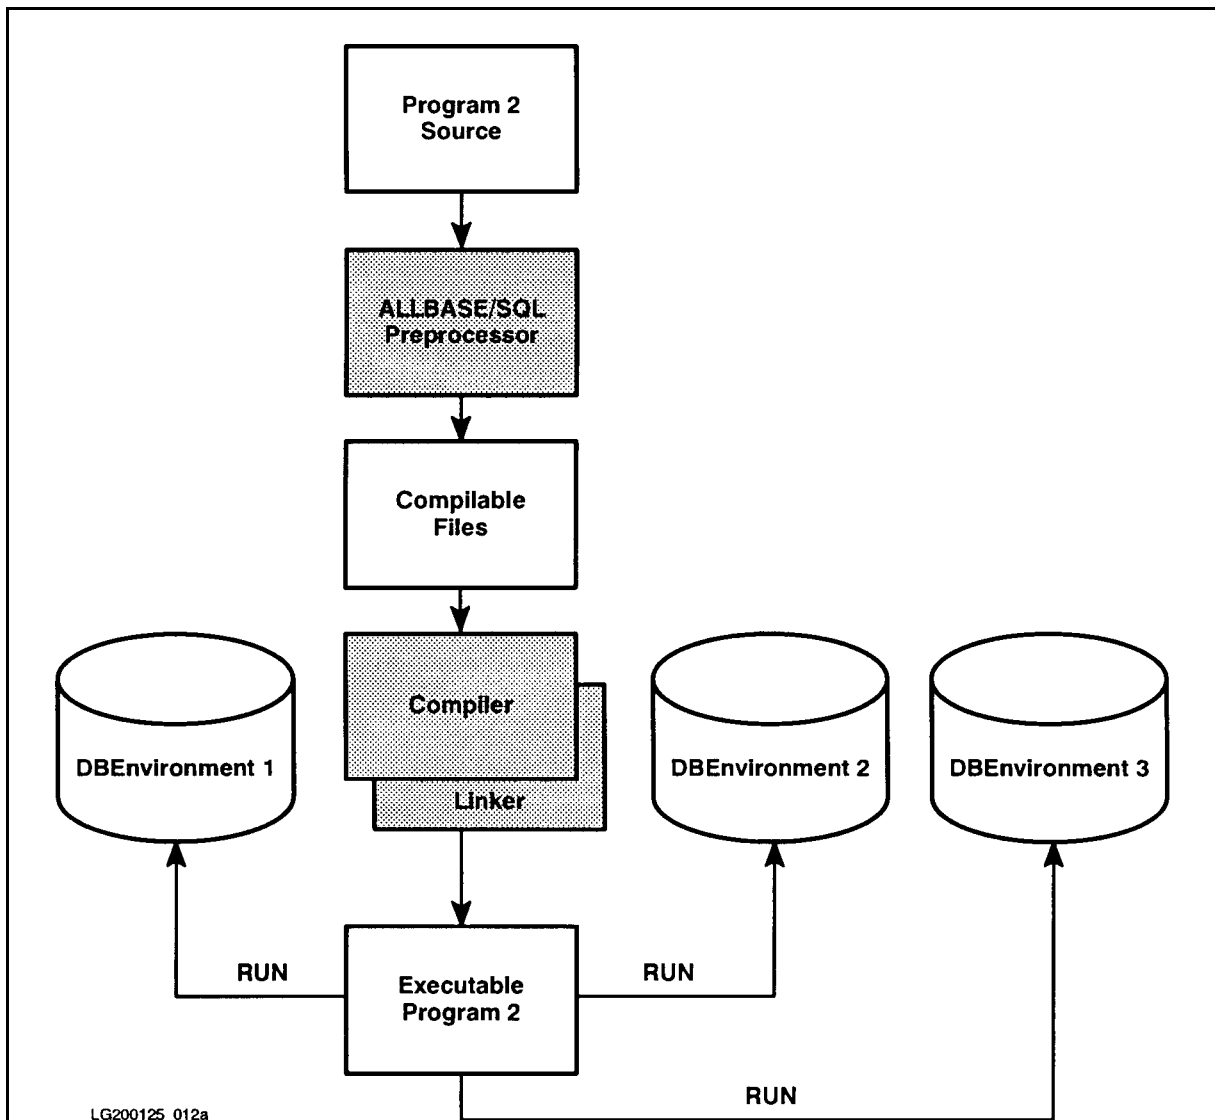 Program 2
Source
ALLBASE/SQL
Preprocessor
Compilable
Files
Compiler
Linker
DBEnvironment 1
DBEnvironment 2
DBEnvironment 3
RUN
Executable
Program 2
RUN
RUN
LG200125_012a